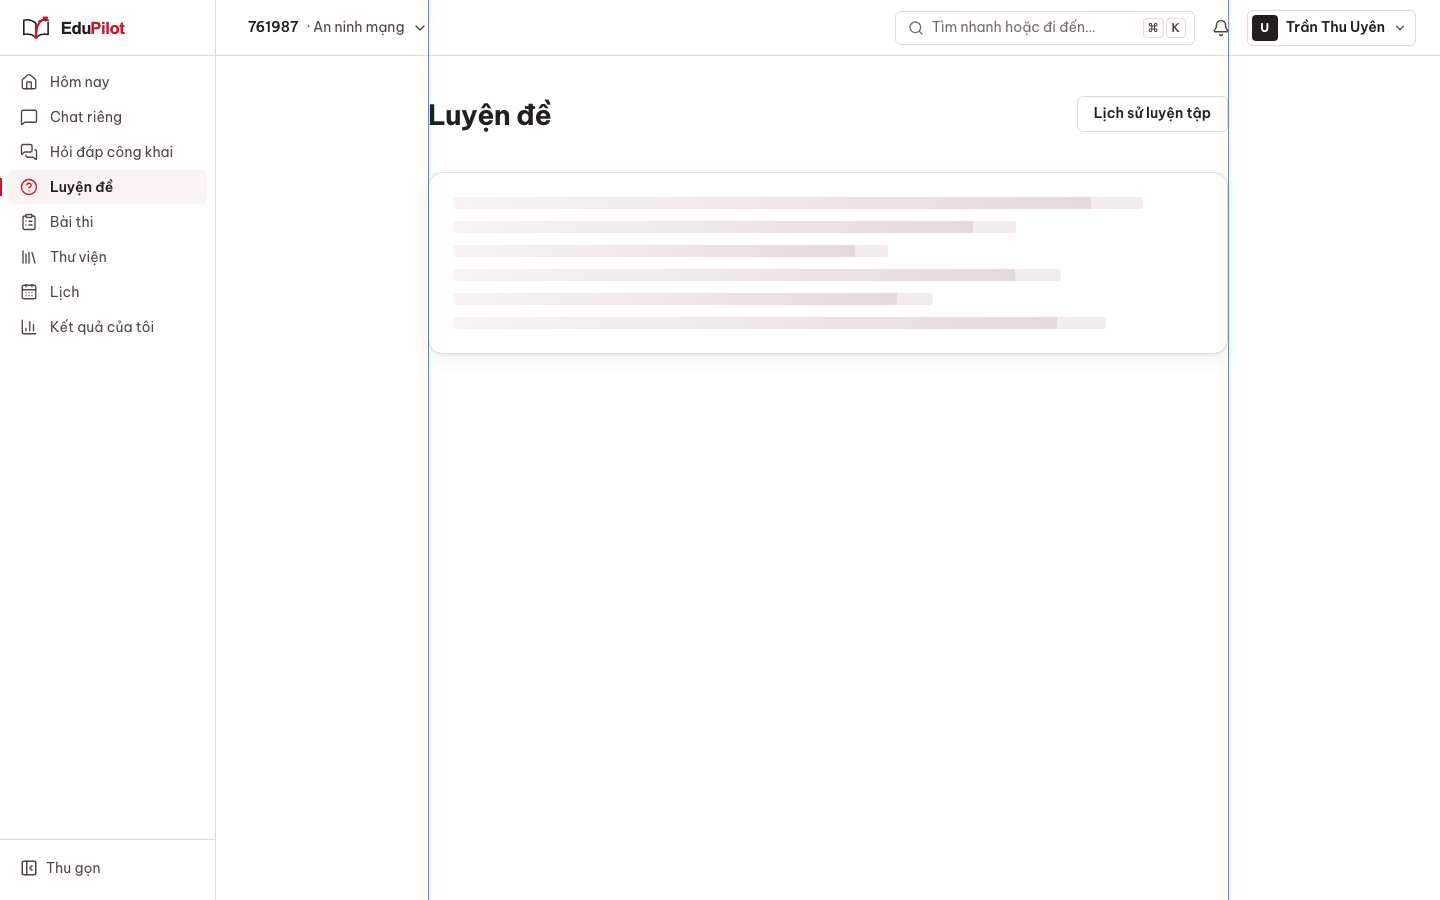 EduPilot
761987 · An ninh mạng
Tìm nhanh hoặc đi đến...
⌘ K
U Trần Thu Uyên
Hôm nay
Chat riêng
Hỏi đáp công khai
Luyện đề
Bài thi
Thư viện
Lịch
Kết quả của tôi
Thu gọn
Luyện đề
Lịch sử luyện tập